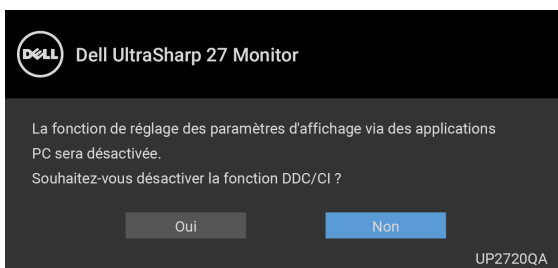 DELL
Dell UltraSharp 27 Monitor
La fonction de réglage des paramètres d'affichage via des applications
PC sera désactivée.
Souhaitez-vous désactiver la fonction DDC/CI ?
Oui
Non
UP2720QA